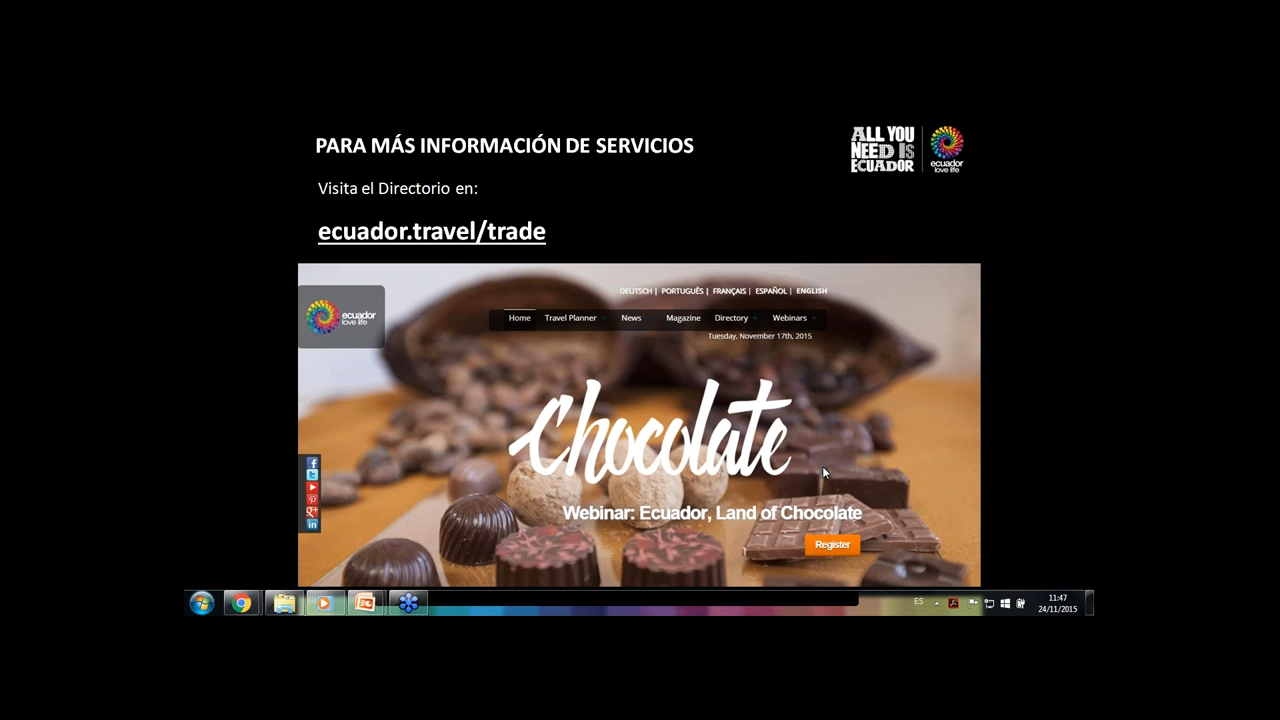 PARA MÁS INFORMACIÓN DE SERVICIOS
ALL YOU
NEED IS
ECUADOR
ecuador
love life
Visita el Directorio en:
ecuador.travel/trade
DEUTSCH | PORTUGUÊS | FRANÇAIS | ESPAÑOL | ENGLISH
ecuador
love life
Home Travel Planner News Magazine Directory Webinars
Tuesday, November 17th, 2015
Chocolate
Webinar: Ecuador, Land of Chocolate
Register
ES
11:47
24/11/2015